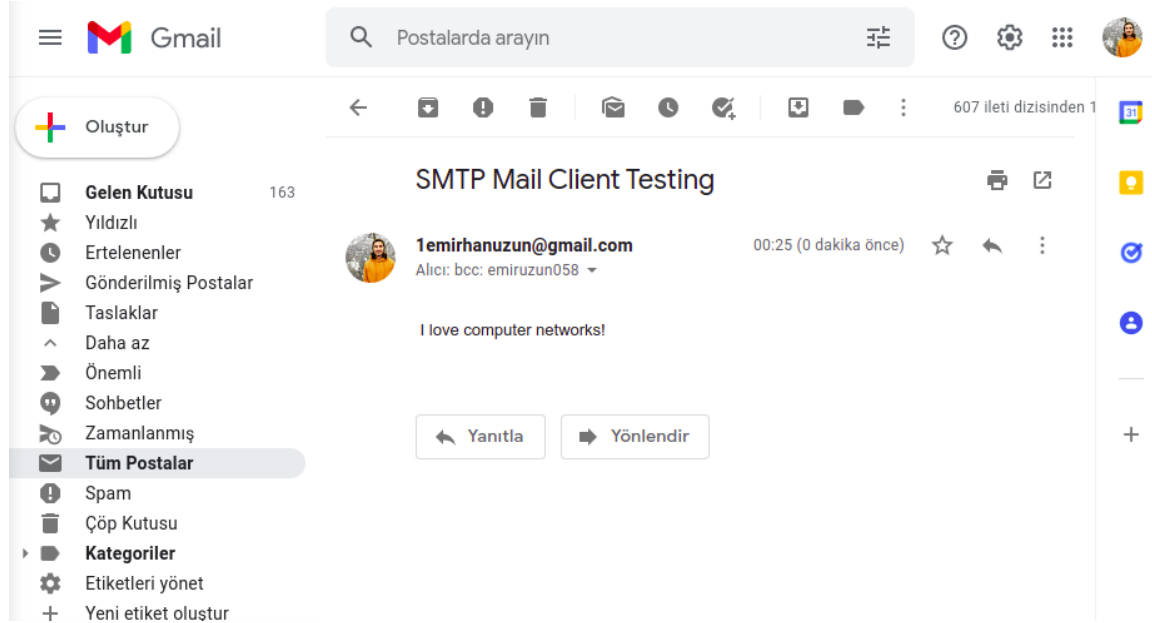 Gmail
Postalarda arayın
Oluştur
607 ileti dizisinden 1
31
Gelen Kutusu 163
Yıldızlı
Ertelenenler
Gönderilmiş Postalar
Taslaklar
Daha az
Önemli
Sohbetler
Zamanlanmış
Tüm Postalar
Spam
Çöp Kutusu
Kategoriler
Etiketleri yönet
Yeni etiket oluştur
SMTP Mail Client Testing
1emirhanuzun@gmail.com 00:25 (0 dakika önce)
Alıcı: bcc: emiruzun058
I love computer networks!
Yanıtla Yönlendir